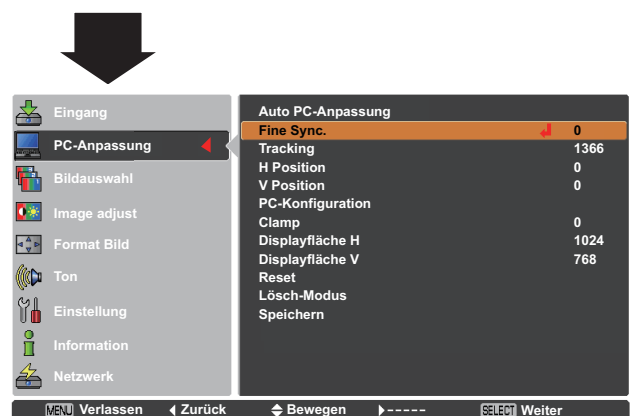 Eingang
PC-Anpassung
Bildauswahl
Image adjust
Format Bild
Ton
Einstellung
Information
Netzwerk
Auto PC-Anpassung
Fine Sync. 0
Tracking 1366
H Position 0
V Position 0
PC-Konfiguration
Clamp 0
Displayfläche H 1024
Displayfläche V 768
Reset
Lösch-Modus
Speichern
MENU Verlassen Zurück Bewegen ----- SELECT Weiter